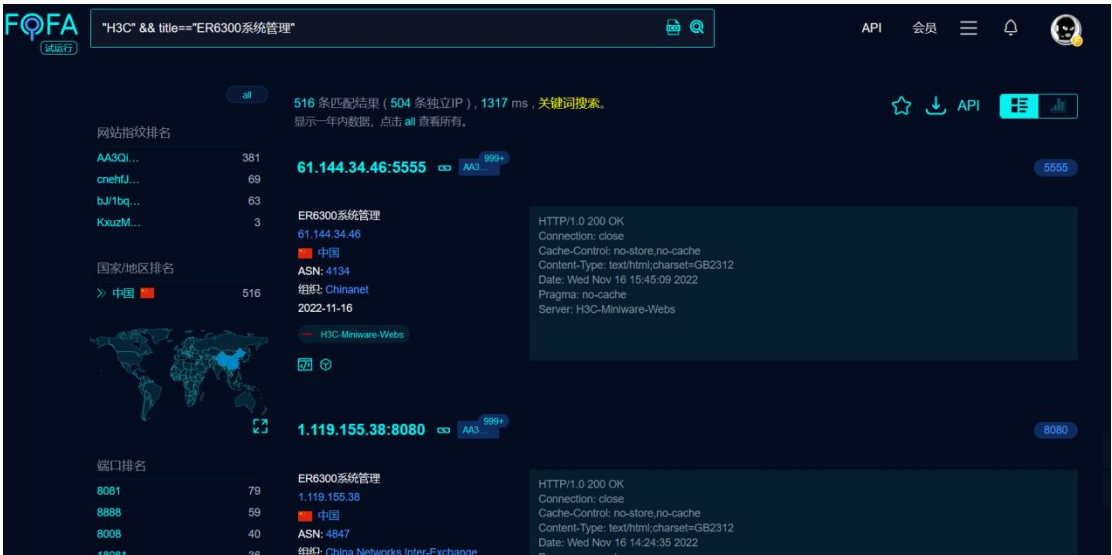 FOFA
试运行
"H3C" && title=="ER6300系统管理"
API 会员
all
516 条匹配结果 ( 504 条独立IP ) , 1317 ms , 关键词搜索。
显示一年内数据，点击 all 查看所有。
API
网站指纹排名
AA3Qi... 381
cnehfJ... 69
bJ/1bq... 63
KxuzM... 3
国家/地区排名
中国 516
端口排名
8081 79
8888 59
8008 40
18081 36
61.144.34.46:5555 AA3... 999+ 5555
ER6300系统管理
61.144.34.46
中国
ASN: 4134
组织: Chinanet
2022-11-16
H3C-Miniware-Webs
HTTP/1.0 200 OK
Connection: close
Cache-Control: no-store,no-cache
Content-Type: text/html;charset=GB2312
Date: Wed Nov 16 15:45:09 2022
Pragma: no-cache
Server: H3C-Miniware-Webs
1.119.155.38:8080 AA3... 999+ 8080
ER6300系统管理
1.119.155.38
中国
ASN: 4847
组织: China Networks Inter-Exchange
HTTP/1.0 200 OK
Connection: close
Cache-Control: no-store,no-cache
Content-Type: text/html;charset=GB2312
Date: Wed Nov 16 14:24:35 2022